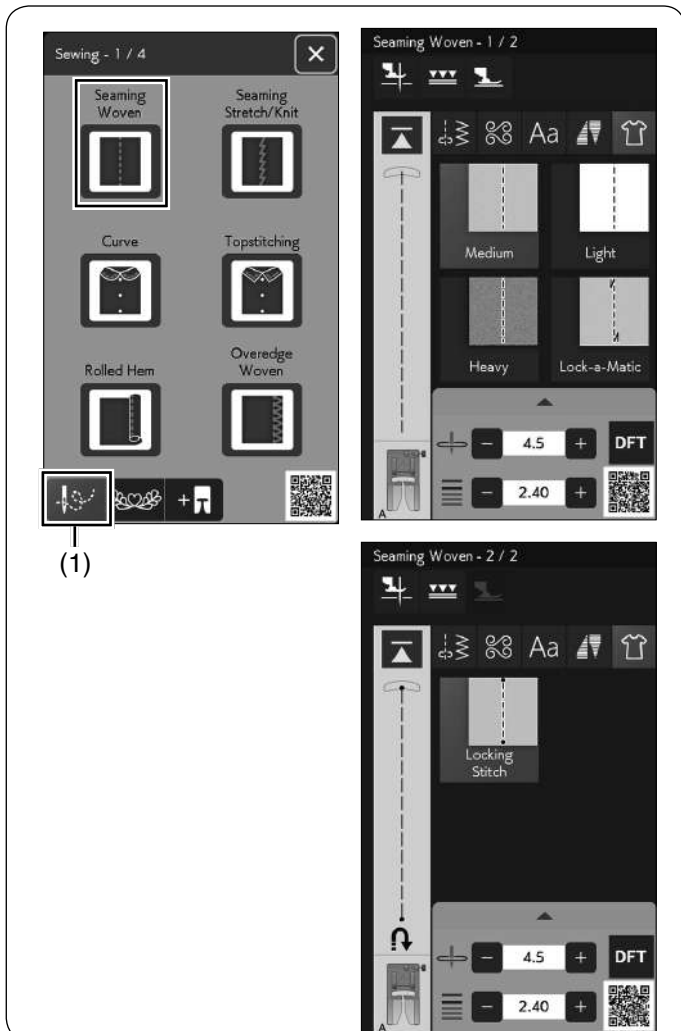 Sewing - 1 / 4
Seaming
Woven
Seaming
Stretch/Knit
Curve
Topstitching
Rolled Hem
Overedge
Woven
+
(1)
Seaming Woven - 1 / 2
Aa
Medium
Light
Heavy
Lock-a-Matic
- 4.5 + DFT
- 2.40 +
A
Seaming Woven - 2 / 2
Aa
Locking
Stitch
- 4.5 + DFT
- 2.40 +
A